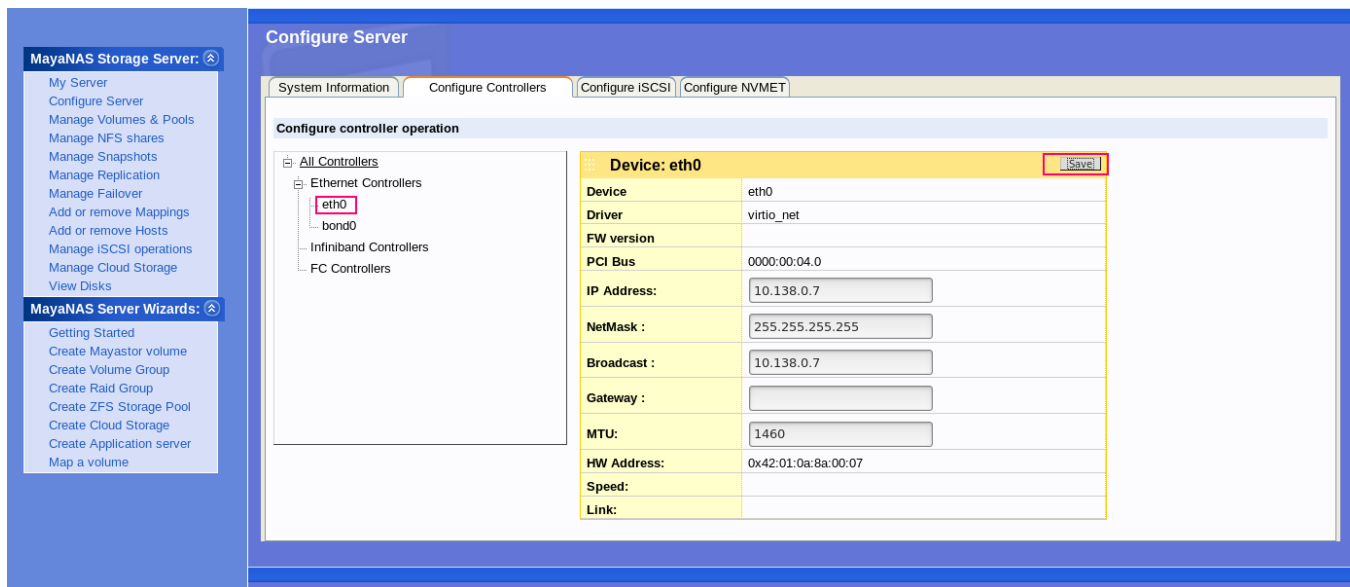 Configure Server
MayaNAS Storage Server:
My Server
Configure Server
Manage Volumes & Pools
Manage NFS shares
Manage Snapshots
Manage Replication
Manage Failover
Add or remove Mappings
Add or remove Hosts
Manage iSCSI operations
Manage Cloud Storage
View Disks
MayaNAS Server Wizards:
Getting Started
Create Mayastor volume
Create Volume Group
Create Raid Group
Create ZFS Storage Pool
Create Cloud Storage
Create Application server
Map a volume
System Information Configure Controllers Configure iSCSI Configure NVMET
Configure controller operation
All Controllers
Ethernet Controllers
eth0
bond0
Infiniband Controllers
FC Controllers
Device: eth0 Save
Device eth0
Driver virtio_net
FW version
PCI Bus 0000:00:04.0
IP Address: 10.138.0.7
NetMask : 255.255.255.255
Broadcast : 10.138.0.7
Gateway :
MTU: 1460
HW Address: 0x42:01:0a:8a:00:07
Speed:
Link: